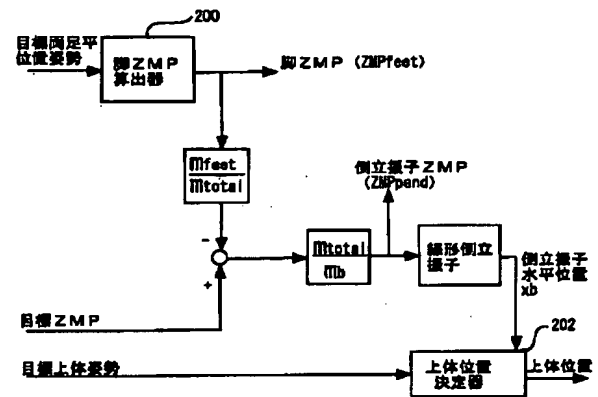 200
目標両足平
位置姿勢
脚ZMP
算出器
脚ZMP (ZMPfeet)
mfeet
mtotal
倒立振子ZMP
(ZMPpend)
-
+
mtotal
mb
線形倒立
振子
倒立振子
水平位置
xb
目標ZMP
202
目標上体姿勢
上体位置
決定器
上体位置